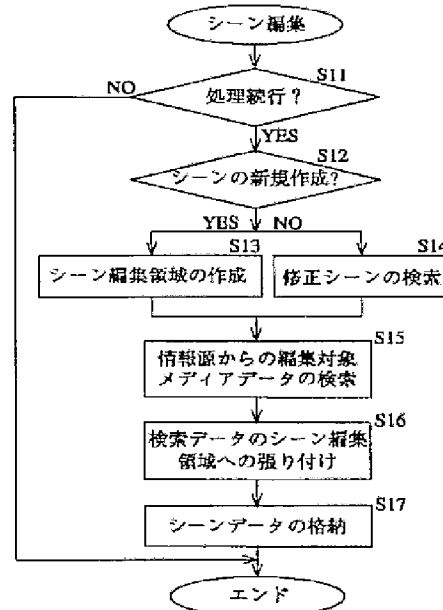 シーン編集
S11
NO
処理続行？
YES
S12
シーンの新規作成?
YES
NO
S13
シーン編集領域の作成
S14
修正シーンの検索
S15
情報源からの編集対象
メディアデータの検索
S16
検索データのシーン編集
領域への張り付け
S17
シーンデータの格納
エンド